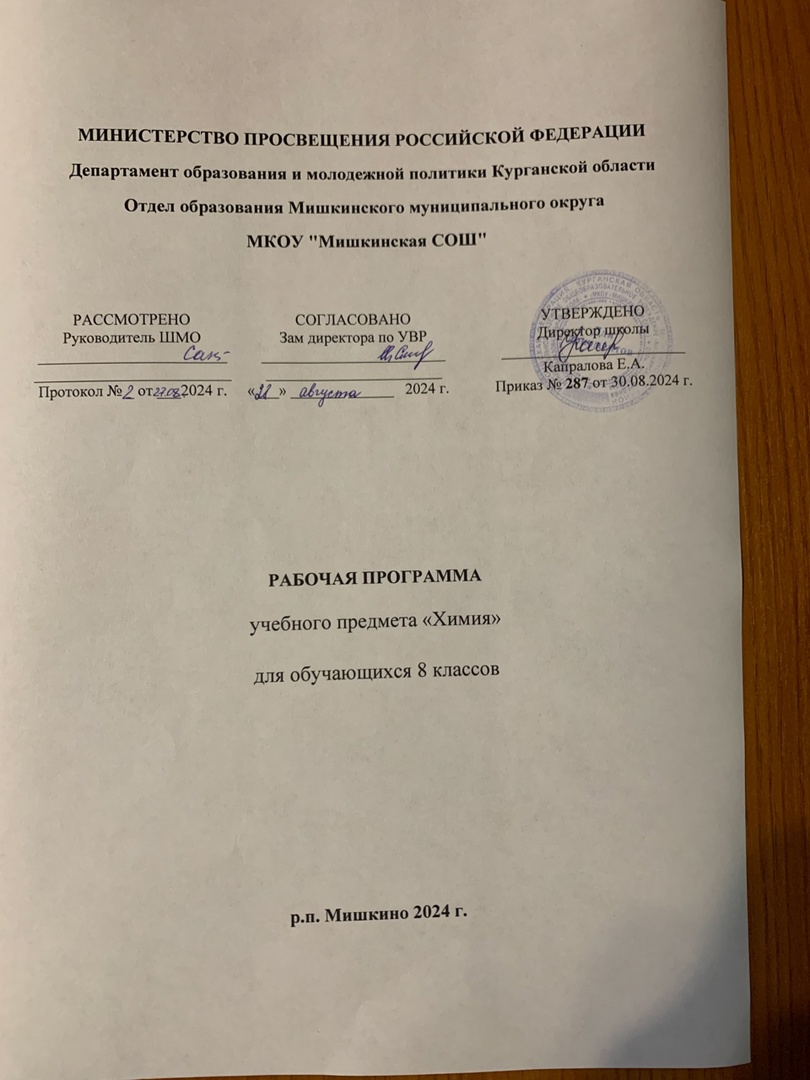 МИНИСТЕРСТВО ПРОСВЕЩЕНИЯ РОССИЙСКОЙ ФЕДЕРАЦИИ
Департамент образования и молодежной политики Курганской области
Отдел образования Мишкинского муниципального округа
МКОУ "Мишкинская СОШ"
РАССМОТРЕНО
Руководитель ШМО
Протокол № 2 от 27.08.2024 г.
СОГЛАСОВАНО
Зам директора по УВР
« » августа 2024 г.
УТВЕРЖДЕНО
Директор школы
Капралова Е.А.
Приказ № 287 от 30.08.2024 г.
РАБОЧАЯ ПРОГРАММА
учебного предмета «Химия»
для обучающихся 8 классов
р.п. Мишкино 2024 г.